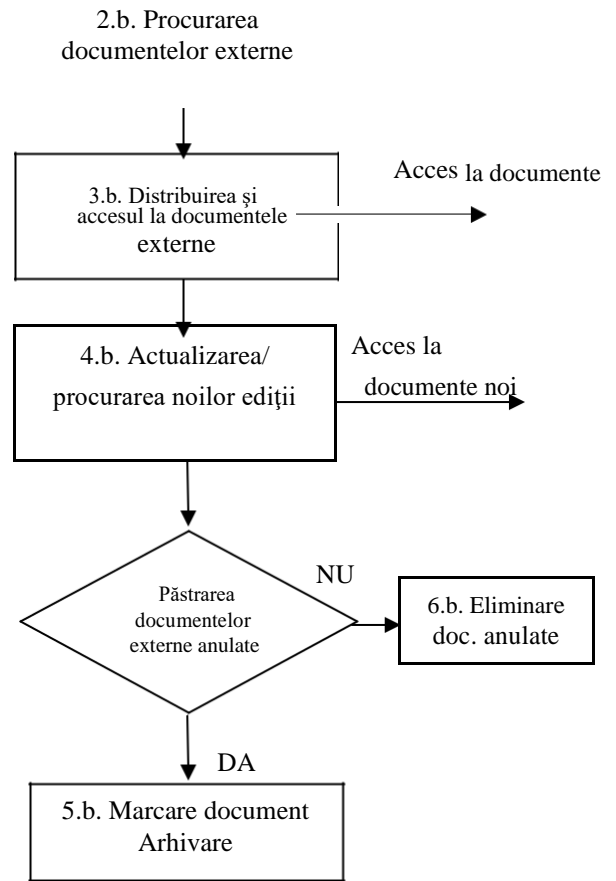 2.b. Procurarea
documentelor externe
3.b. Distribuirea şi
accesul la documentele
externe
Acces la documente
4.b. Actualizarea/
procurarea noilor ediţii
Acces la
documente noi
Păstrarea
documentelor
externe anulate
NU
6.b. Eliminare
doc. anulate
DA
5.b. Marcare document
Arhivare